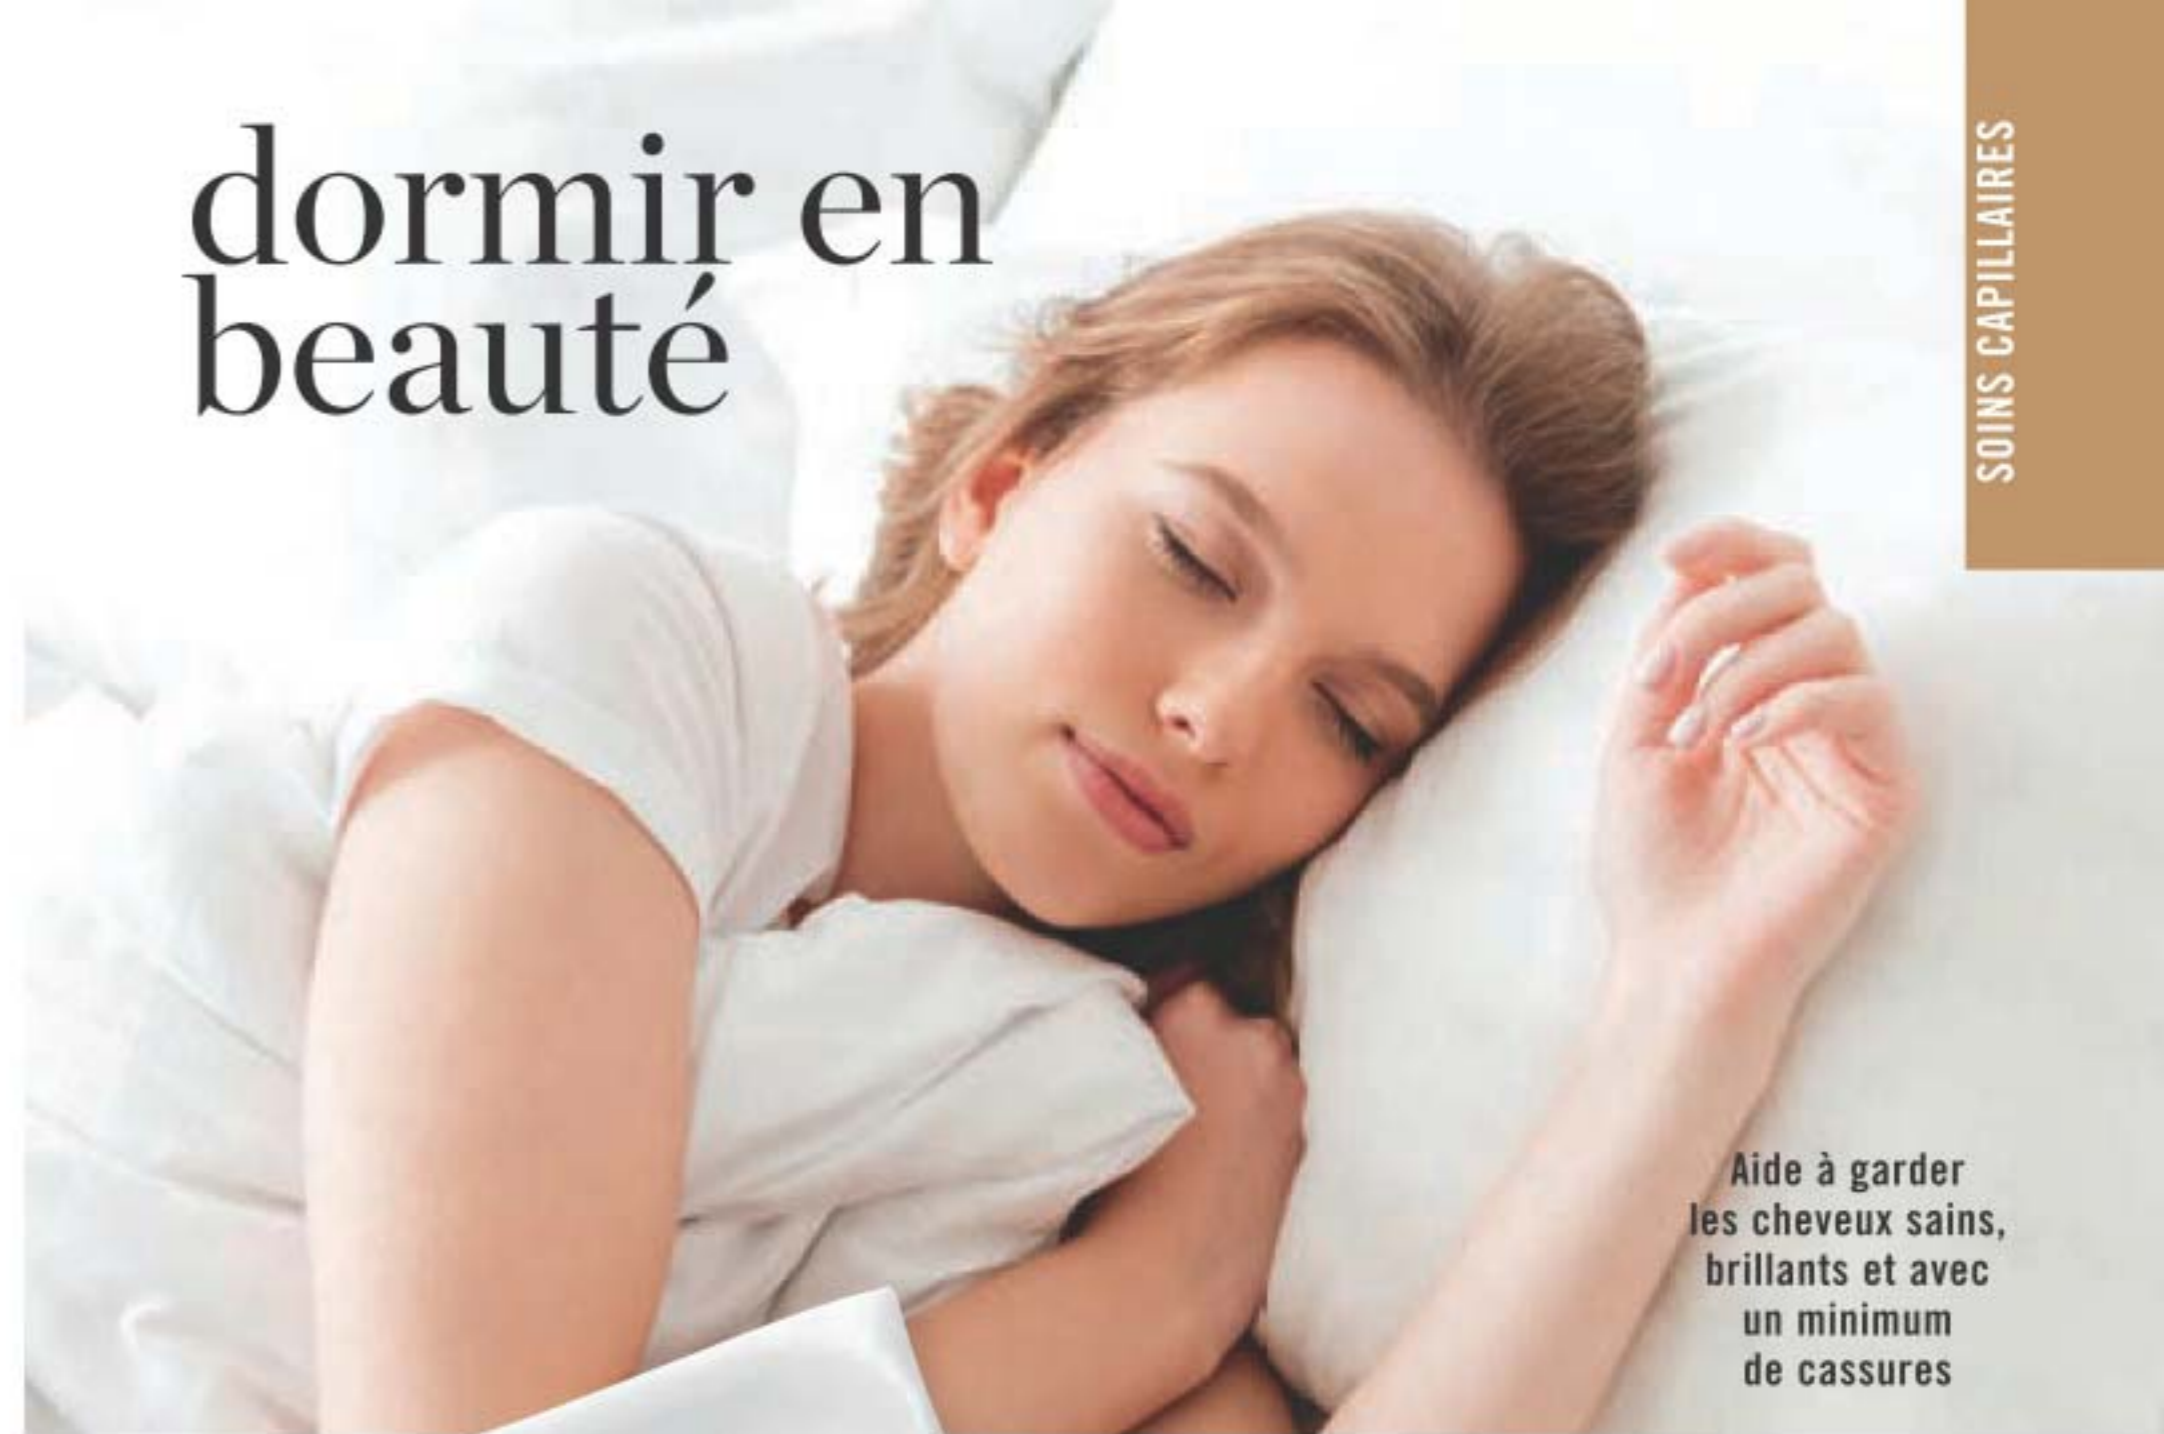 dormir en
beauté
SOINS CAPILLAIRES
Aide à garder
les cheveux sains,
brillants et avec
un minimum
de cassures